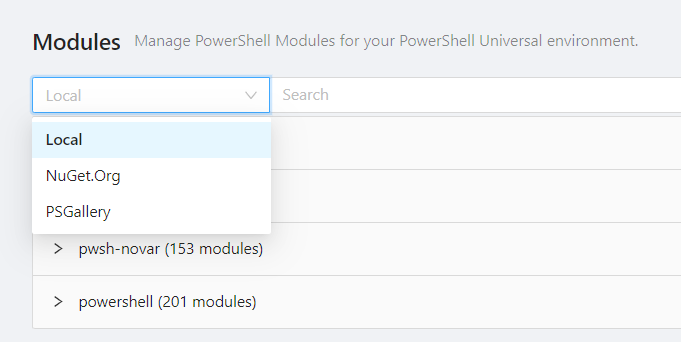 Modules Manage PowerShell Modules for your PowerShell Universal environment.
Local Search
Local
NuGet.Org
PSGallery
pwsh-novar (153 modules)
powershell (201 modules)